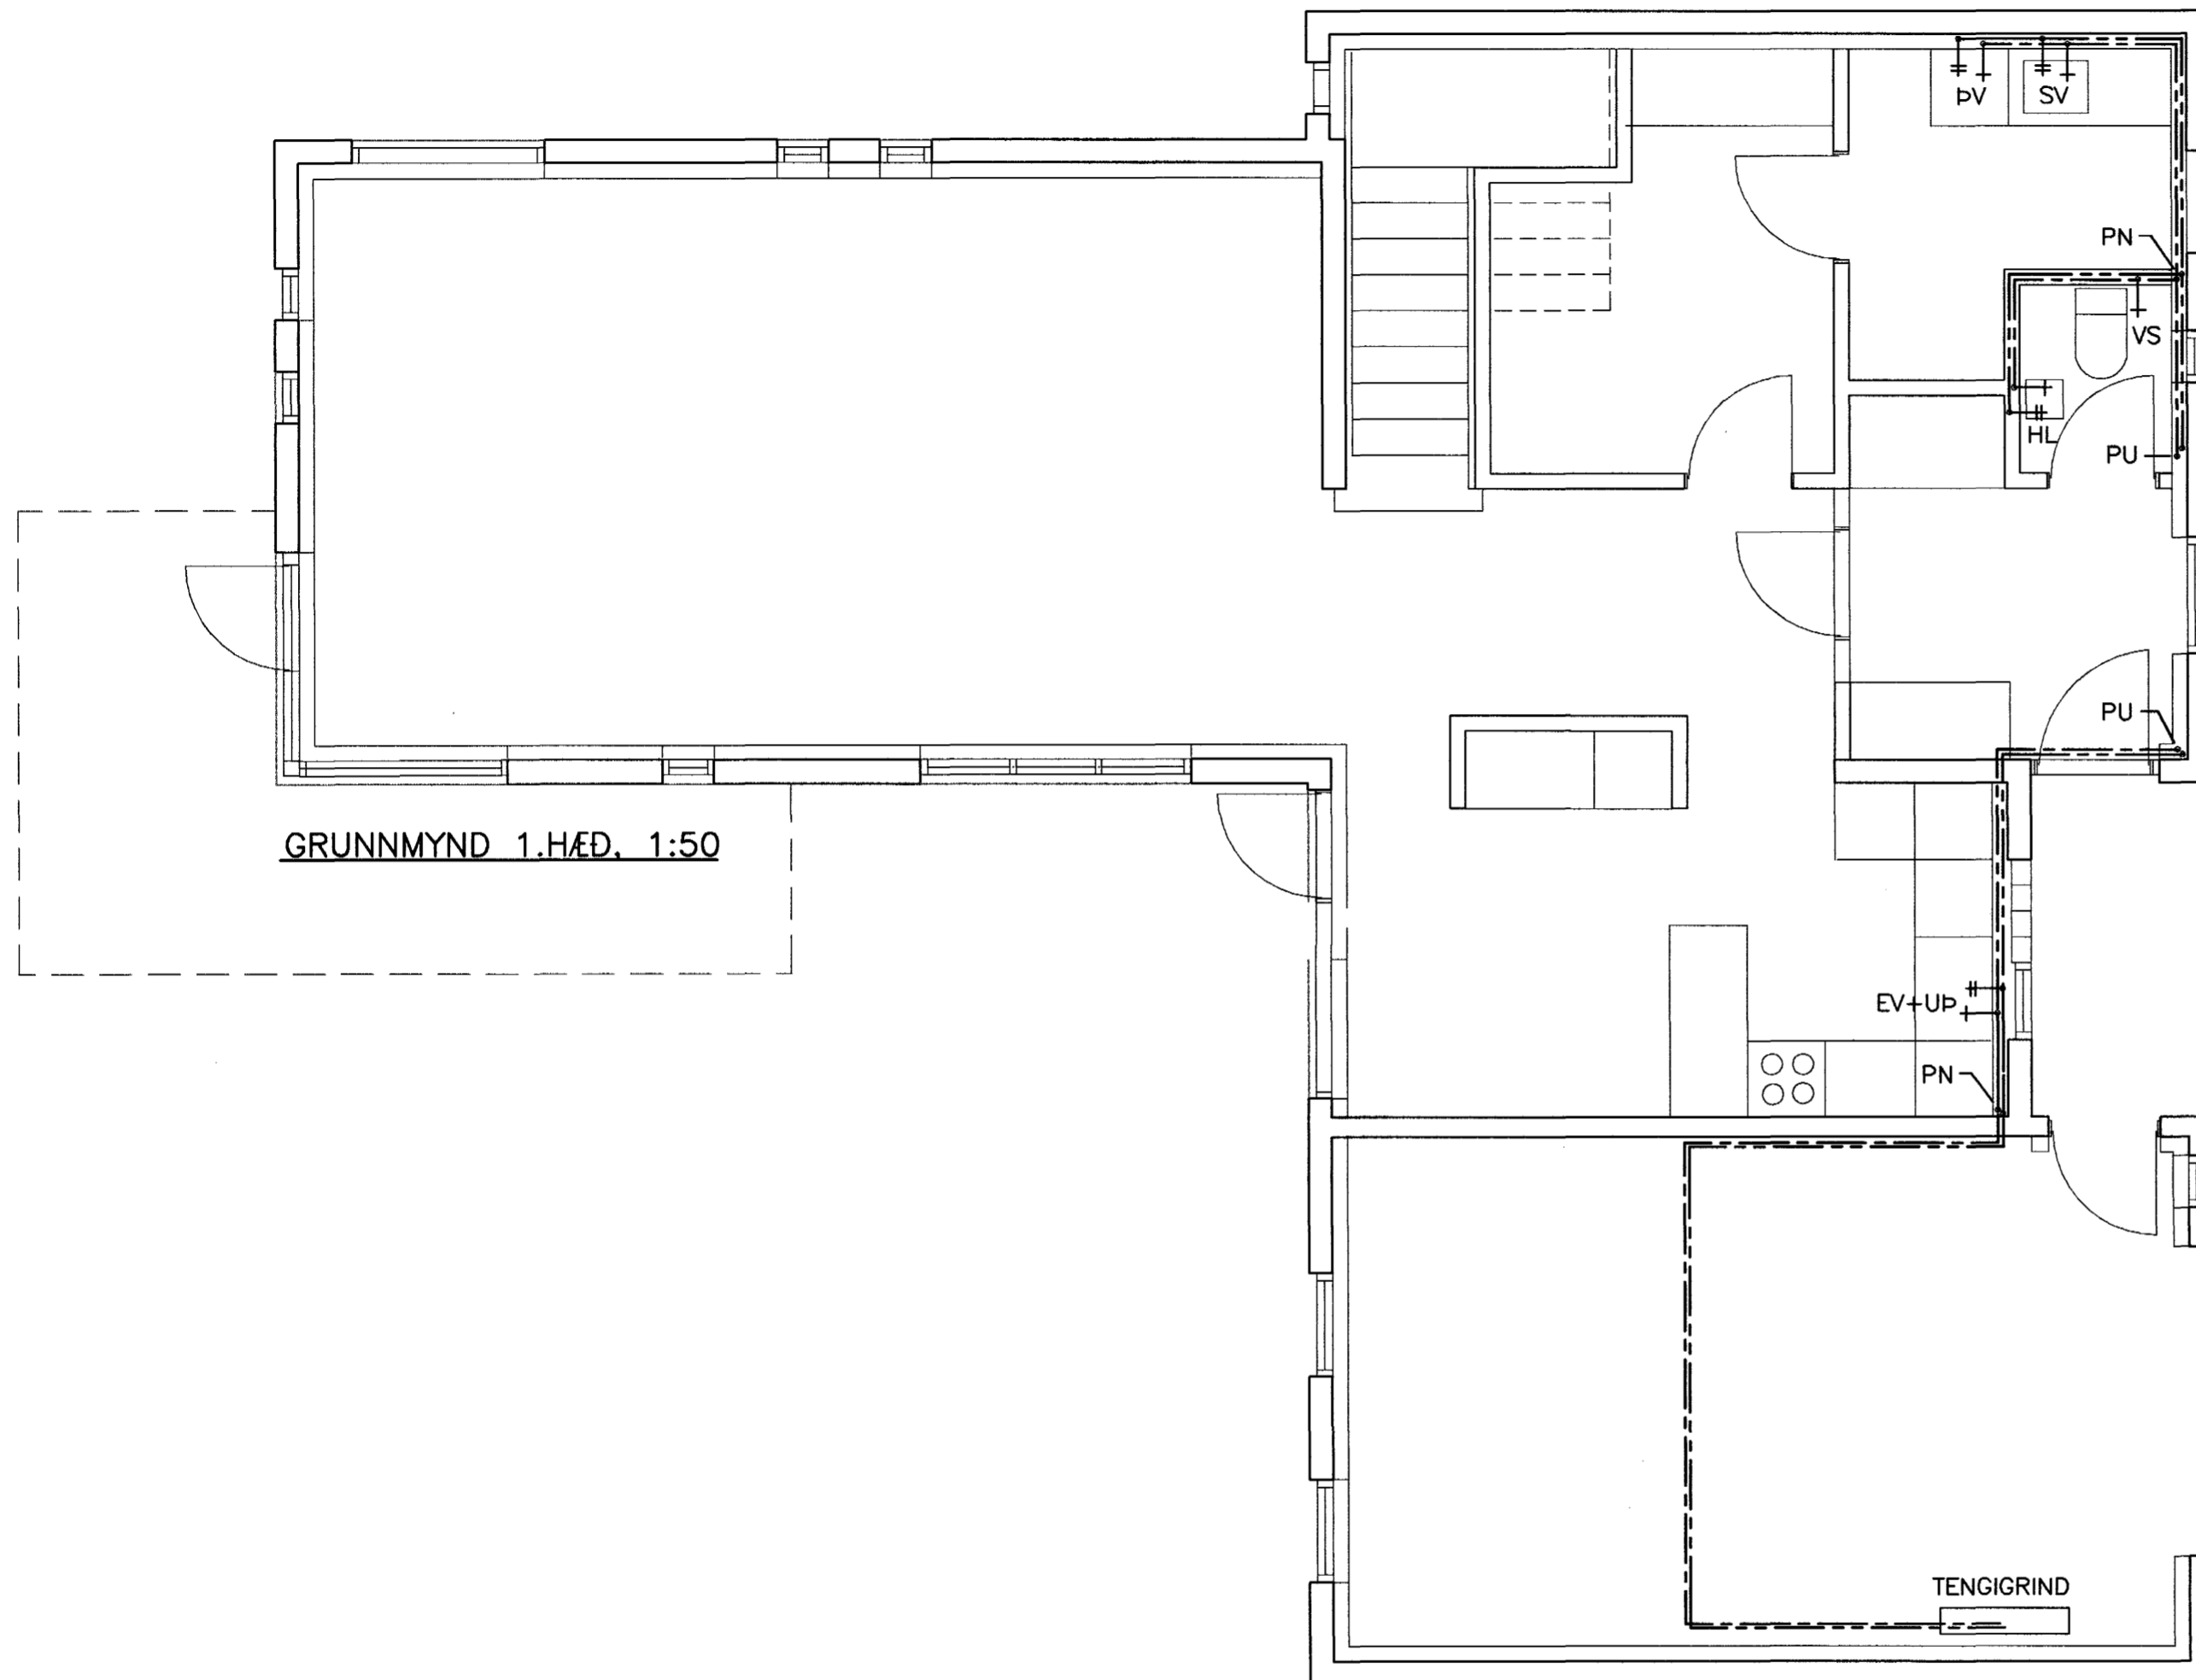 ÞV SV
PN
VS
HL
PU
PU
GRUNNMYND 1.HÆÐ, 1:50
EV+UÞ
PN
TENGIGRIND